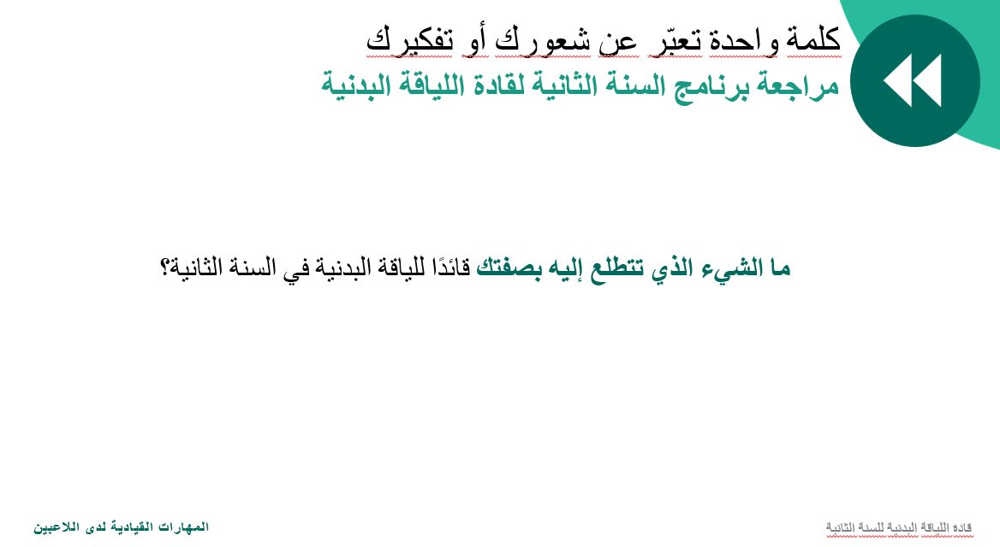 كلمة واحدة تعبّر عن شعورك أو تفكيرك
مراجعة برنامج السنة الثانية لقادة اللياقة البدنية
ما الشيء الذي تتطلع إليه بصفتك قائدًا للياقة البدنية في السنة الثانية؟
قادة اللياقة البدنية للسنة الثانية
المهارات القيادية لدى اللاعبين